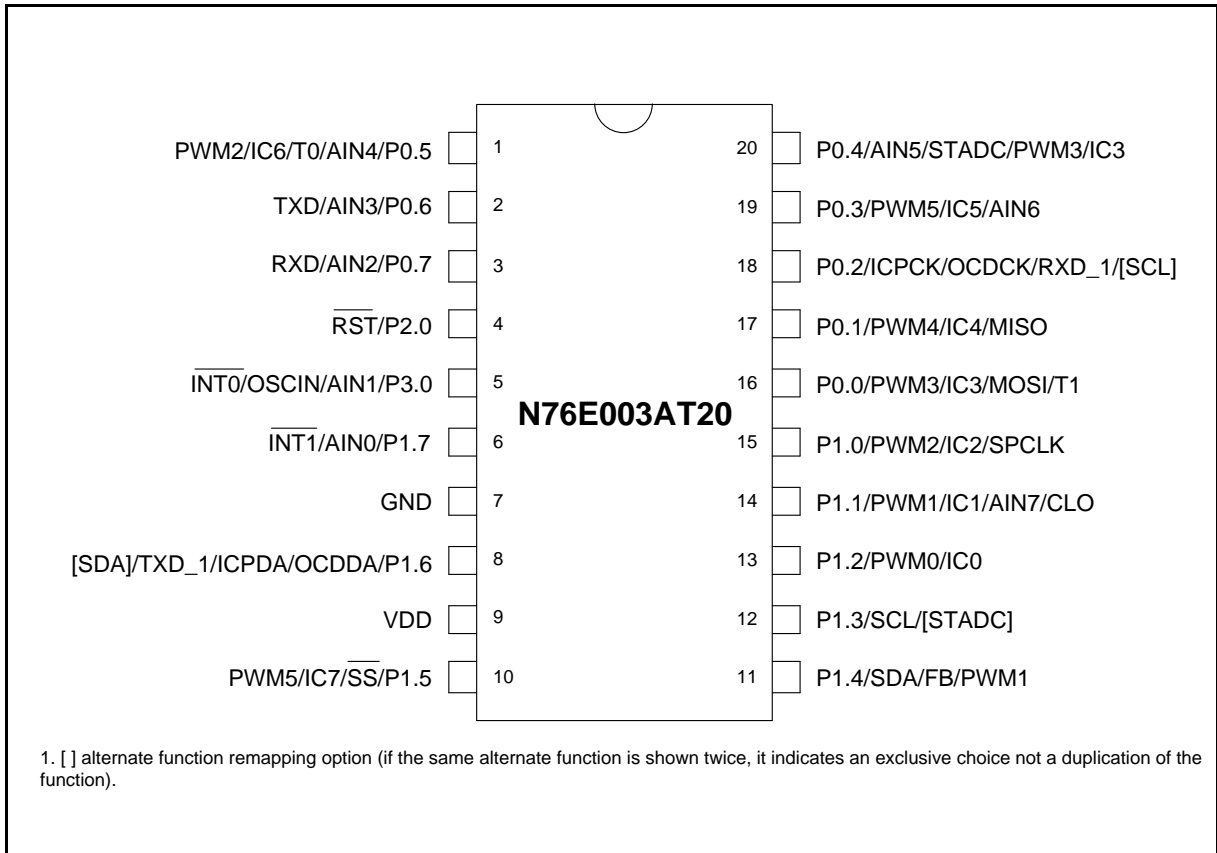 PWM2/IC6/T0/AIN4/P0.5 1 20 P0.4/AIN5/STADC/PWM3/IC3
TXD/AIN3/P0.6 2 19 P0.3/PWM5/IC5/AIN6
RXD/AIN2/P0.7 3 18 P0.2/ICPCK/OCDCK/RXD_1/[SCL]
RST/P2.0 4 17 P0.1/PWM4/IC4/MISO
INT0/OSCIN/AIN1/P3.0 5 16 P0.0/PWM3/IC3/MOSI/T1
N76E003AT20
INT1/AIN0/P1.7 6 15 P1.0/PWM2/IC2/SPCLK
GND 7 14 P1.1/PWM1/IC1/AIN7/CLO
[SDA]/TXD_1/ICPDA/OCDDA/P1.6 8 13 P1.2/PWM0/IC0
VDD 9 12 P1.3/SCL/[STADC]
PWM5/IC7/SS/P1.5 10 11 P1.4/SDA/FB/PWM1
1. [ ] alternate function remapping option (if the same alternate function is shown twice, it indicates an exclusive choice not a duplication of the
function).